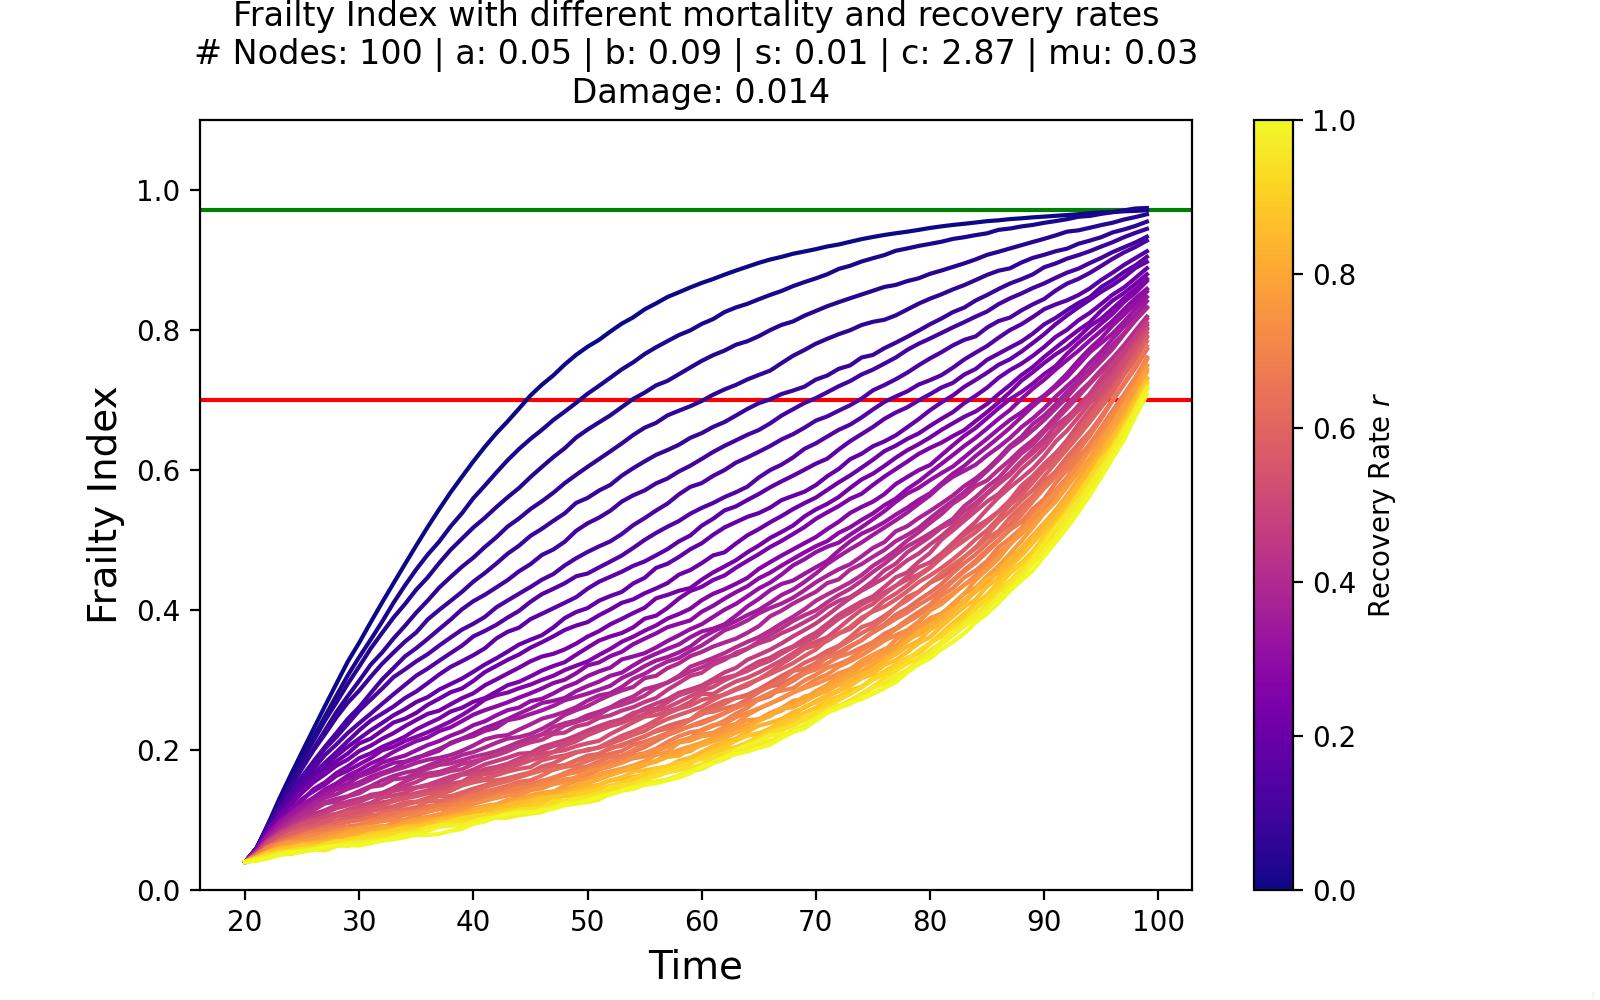 Frailty Index with different mortality and recovery rates
# Nodes: 100 | a: 0.05 | b: 0.09 | s: 0.01 | c: 2.87 | mu: 0.03
Damage: 0.014
Frailty Index
1.0
0.8
0.6
0.4
0.2
0.0
20 30 40 50 60 70 80 90 100
Time
1.0
0.8
0.6
0.4
0.2
0.0
Recovery Rate r